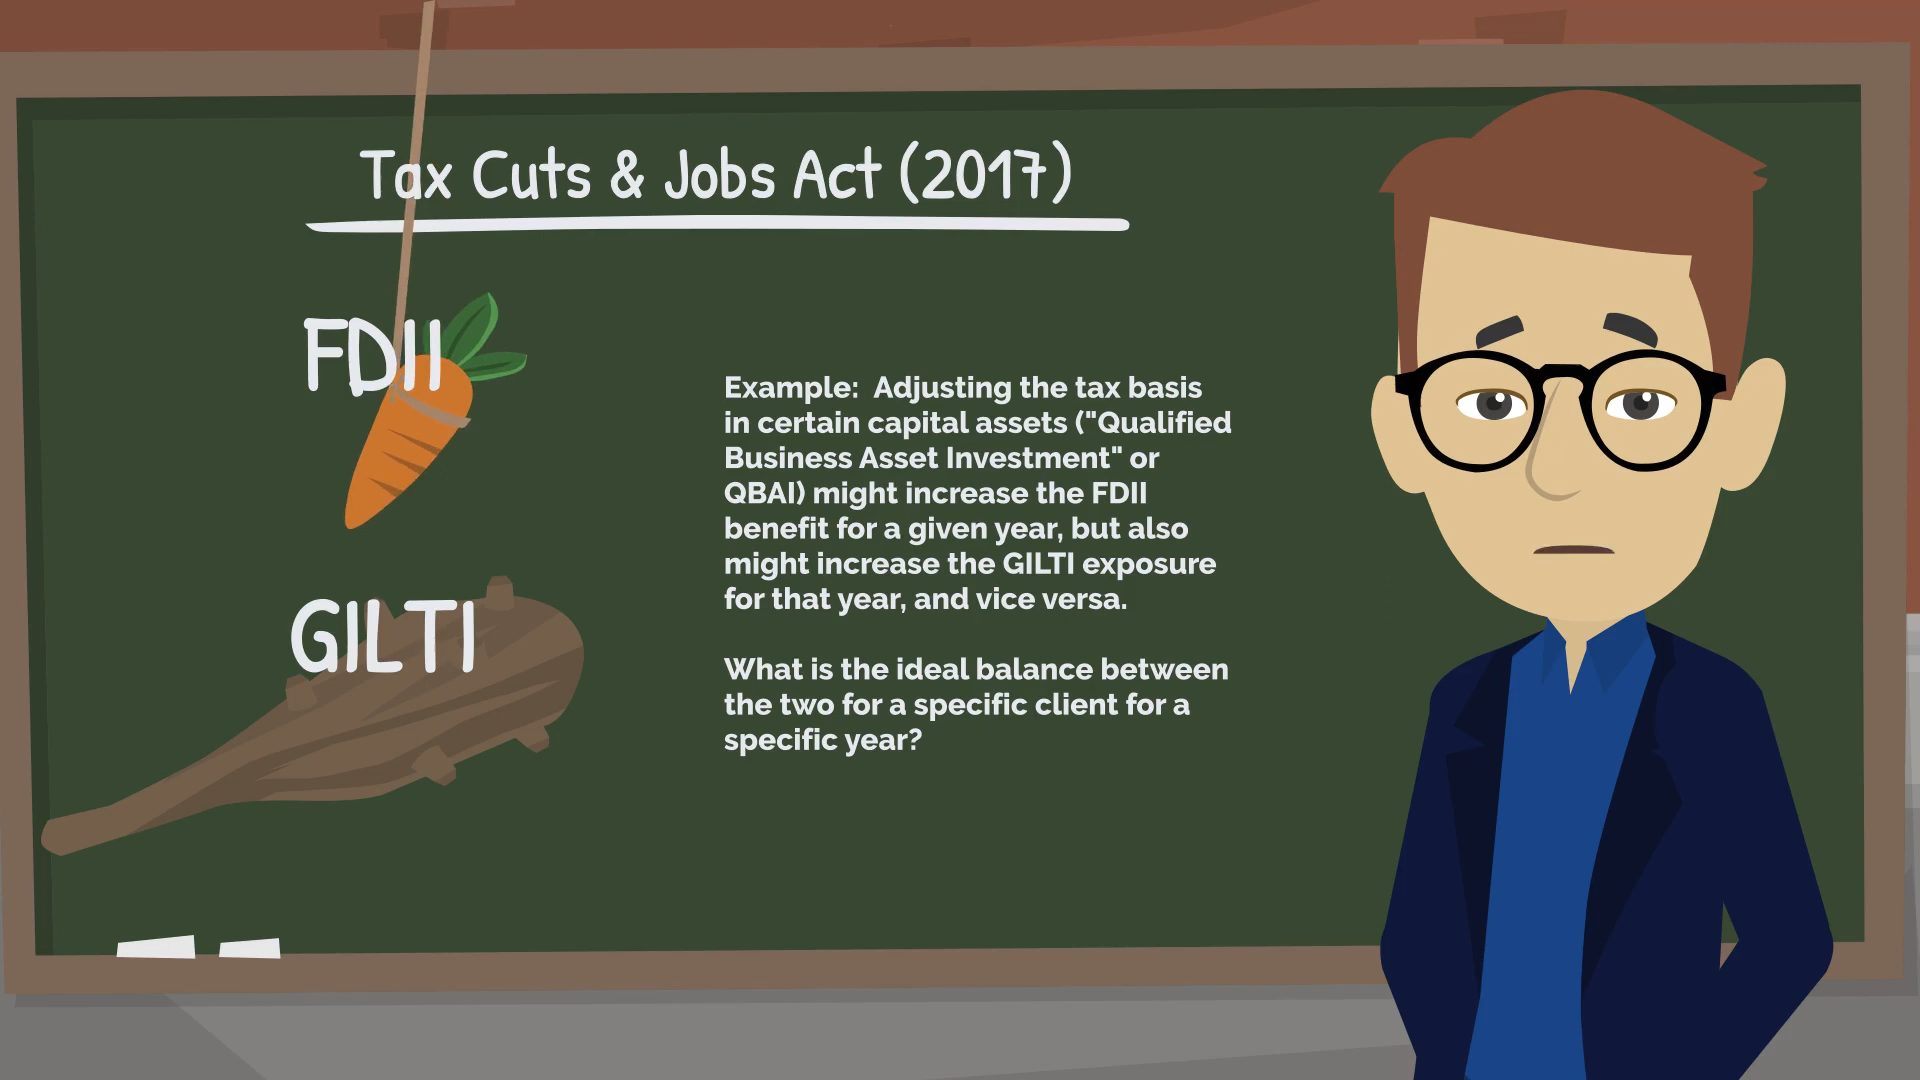 Tax Cuts & Jobs Act (2017)
FDII
GILTI
Example:  Adjusting the tax basis
in certain capital assets ("Qualified
Business Asset Investment" or
QBAI) might increase the FDII
benefit for a given year, but also
might increase the GILTI exposure
for that year, and vice versa.
What is the ideal balance between
the two for a specific client for a
specific year?